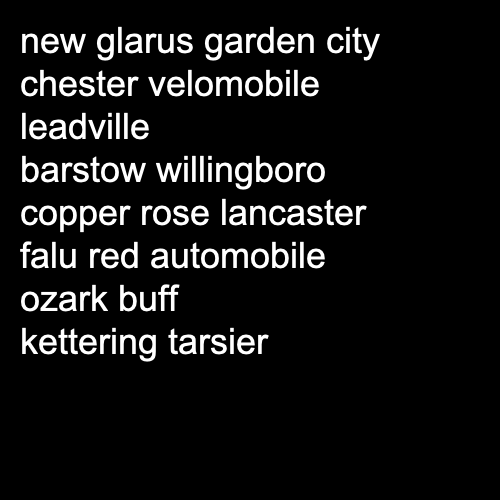 new glarus garden city
chester velomobile
leadville
barstow willingboro
copper rose lancaster
falu red automobile
ozark buff
kettering tarsier